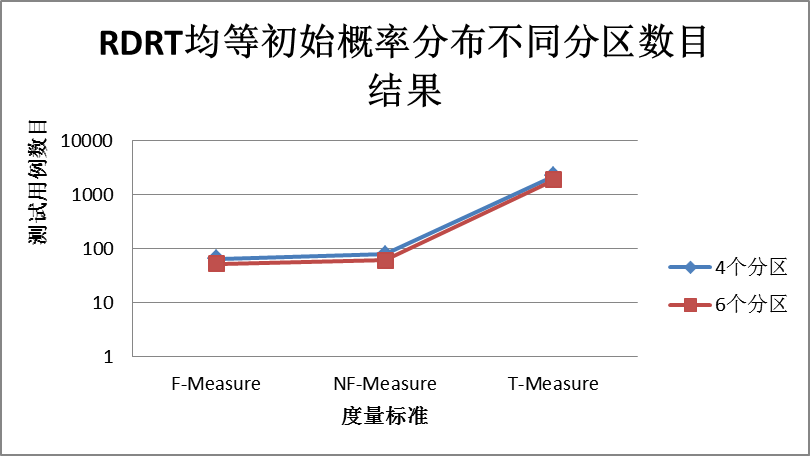 RDRT均等初始概率分布不同分区数目
结果
测试用例数目
10000
1000
100
10
1
F-Measure
NF-Measure
T-Measure
度量标准
4个分区
6个分区